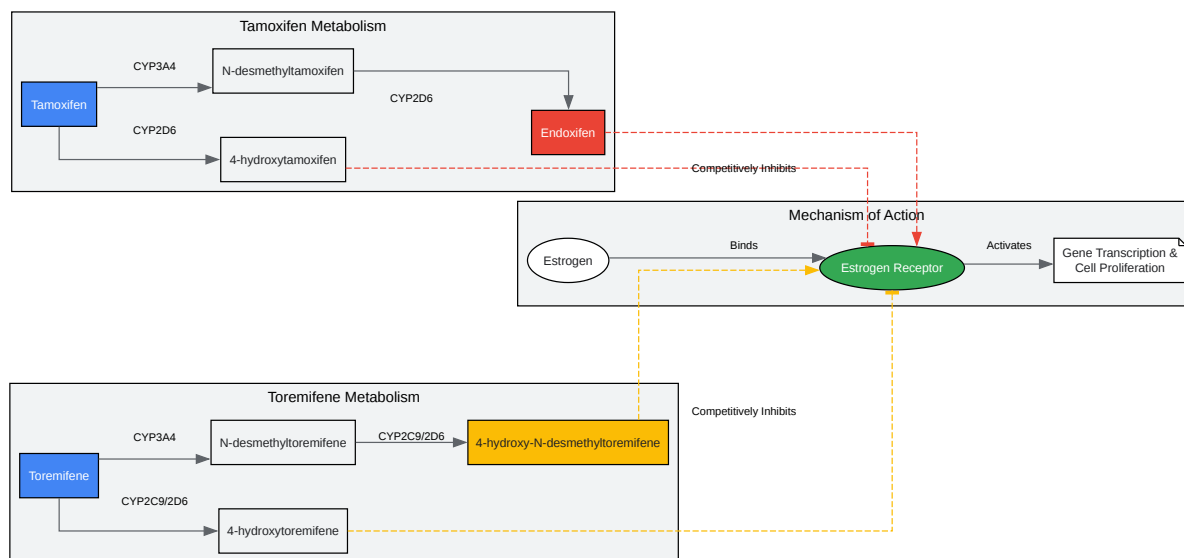 Tamoxifen Metabolism
CYP3A4
N-desmethyltamoxifen
Tamoxifen
CYP2D6
CYP2D6
Endoxifen
4-hydroxytamoxifen
Competitively Inhibits
Mechanism of Action
Estrogen
Binds
Estrogen Receptor
Activates
Gene Transcription &
Cell Proliferation
Toremifene Metabolism
Competitively Inhibits
CYP3A4
N-desmethyltoremifene
CYP2C9/2D6
4-hydroxy-N-desmethyltoremifene
Toremifene
CYP2C9/2D6
4-hydroxytoremifene